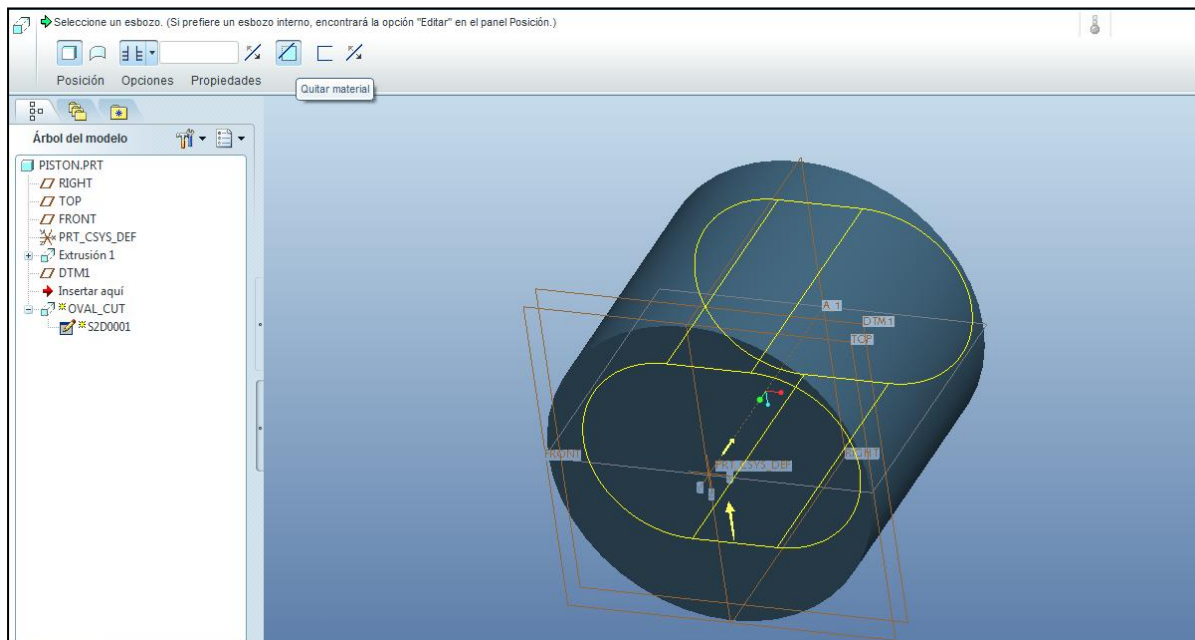 Seleccione un esbozo. (Si prefiere un esbozo interno, encontrará la opción "Editar" en el panel Posición.)
Posición Opciones Propiedades
Quitar material
Árbol del modelo
PISTON.PRT
RIGHT
TOP
FRONT
PRT_CSYS_DEF
Extrusión 1
DTM1
Insertar aquí
OVAL_CUT
S2D0001
A_1
DTM1
TOP
FRONT
RIGHT
PRT_CSYS_DEF